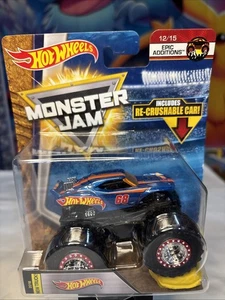 Hot Wheels
12/15
EPIC
ADDITIONS
MONSTER
JAM
INCLUDES
RE-CRUSHABLE CAR!
Hot Wheels
68
Hot Wheels